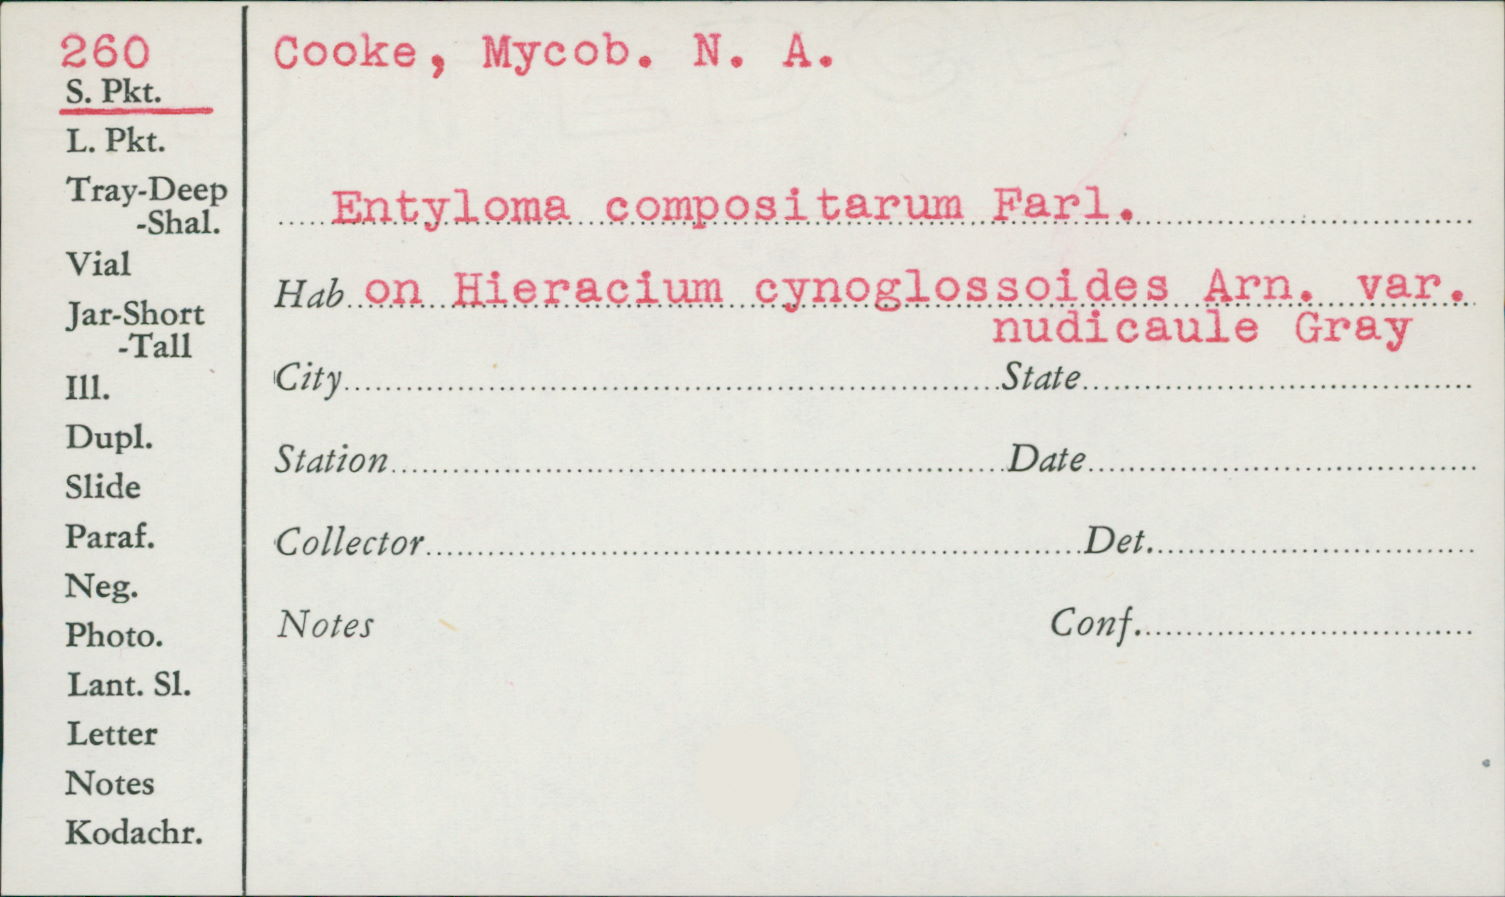 260
S. Pkt.
L. Pkt.
Tray-Deep
-Shal.
Vial
Jar-Short
-Tall
Ill.
Dupl.
Slide
Paraf.
Neg.
Photo.
Lant. Sl.
Letter
Notes
Kodachr.
Cooke, Mycob. N. A.
Entyloma compositarum Farl.
Hab on Hieracium cynoglossoides Arn. var.
nudicaule Gray
City State
Station Date
Collector Det.
Notes Conf.